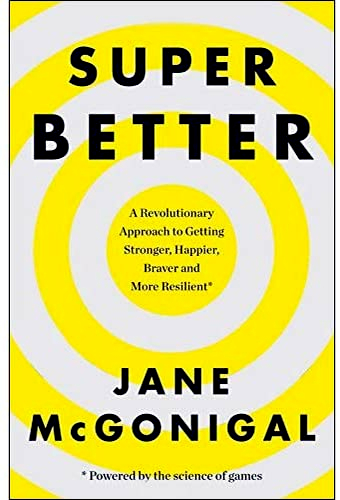 SUPER
BETTER
A Revolutionary
Approach to Getting
Stronger, Happier,
Braver and
More Resilient*
JANE
McGONIGAL
* Powered by the science of games